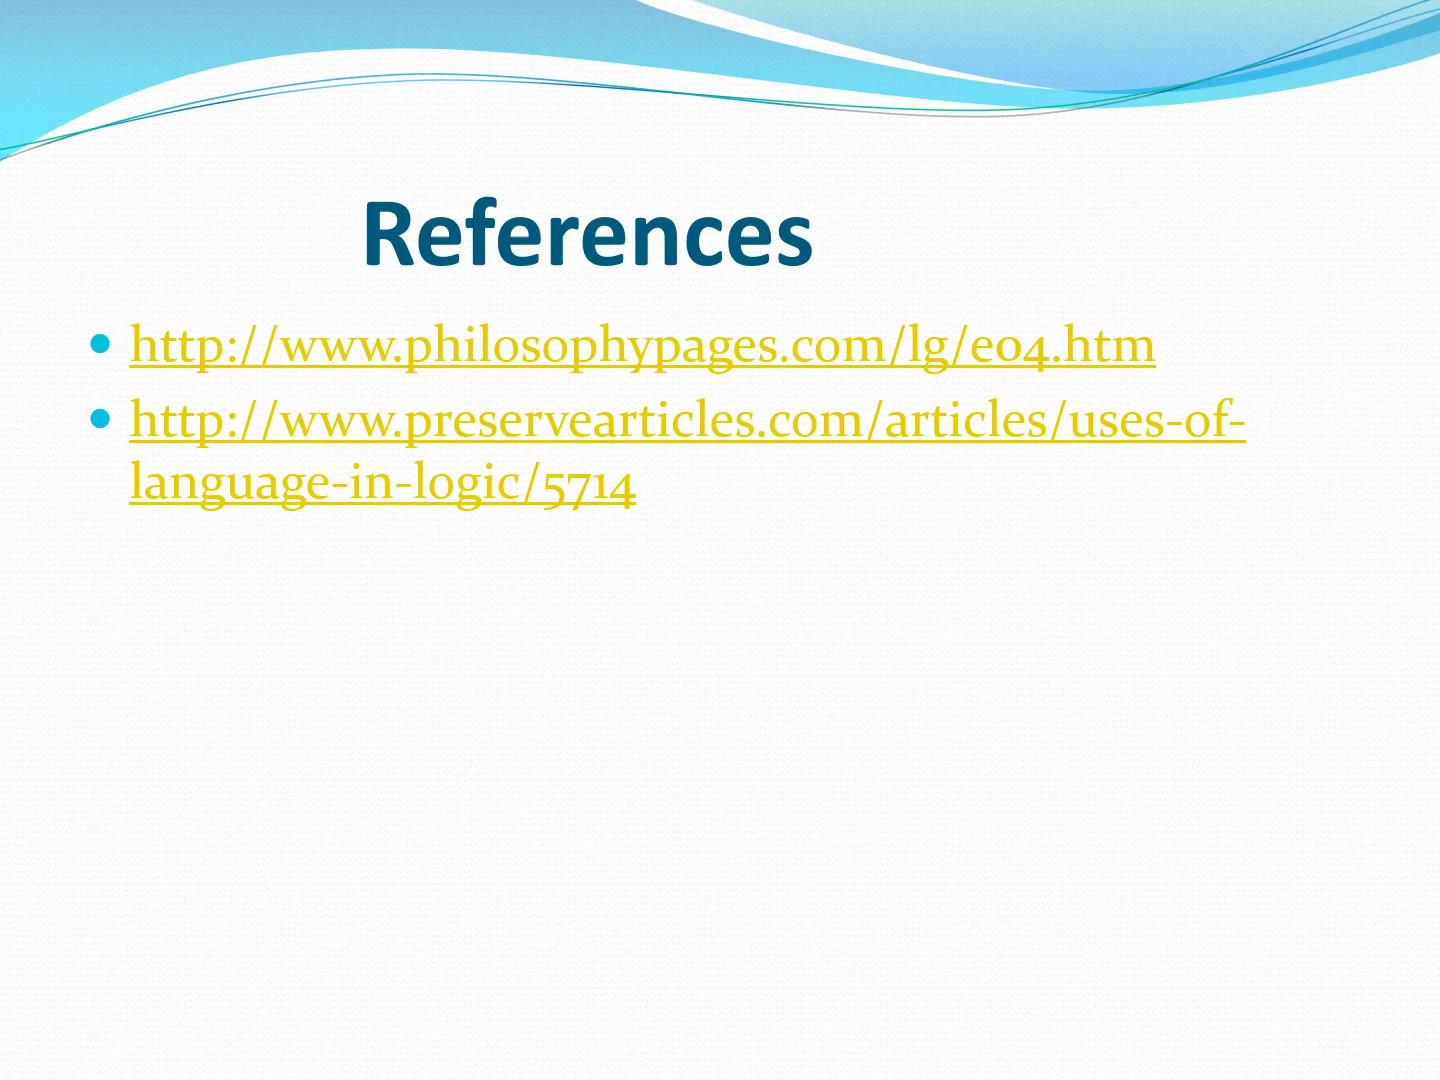 References
http://www.philosophypages.com/lg/e04.htm
http://www.preservearticles.com/articles/uses-of-
language-in-logic/5714